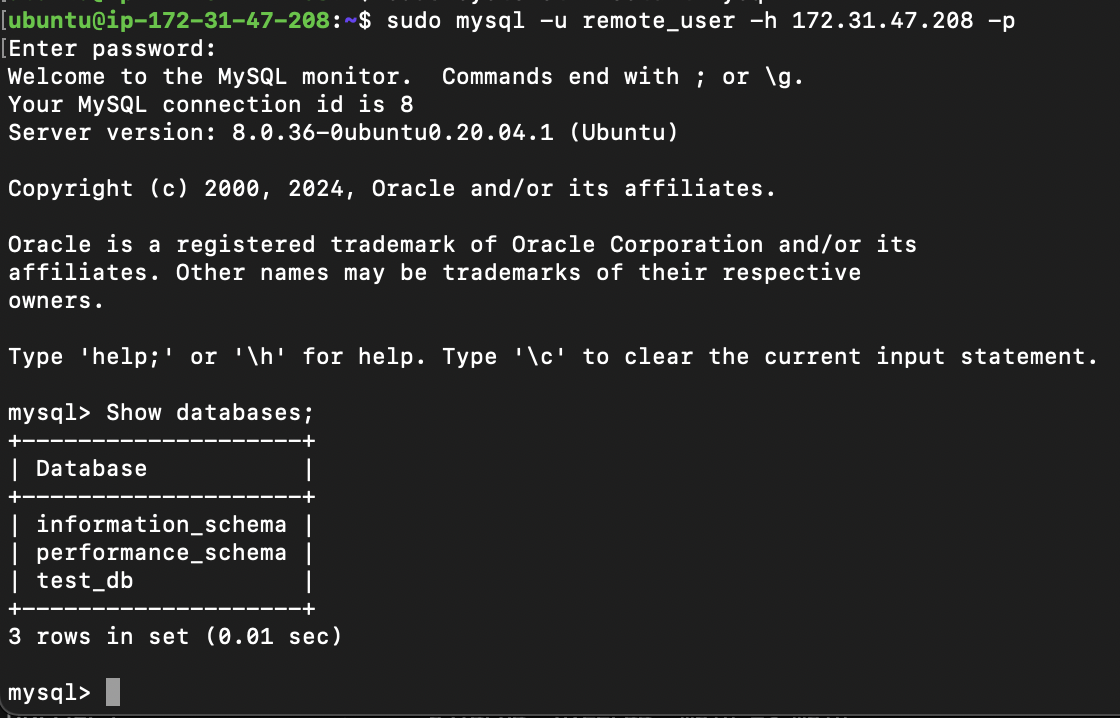 [ubuntu@ip-172-31-47-208:~$ sudo mysql -u remote_user -h 172.31.47.208 -p
[Enter password:
Welcome to the MySQL monitor.  Commands end with ; or \g.
Your MySQL connection id is 8
Server version: 8.0.36-0ubuntu0.20.04.1 (Ubuntu)

Copyright (c) 2000, 2024, Oracle and/or its affiliates.

Oracle is a registered trademark of Oracle Corporation and/or its
affiliates. Other names may be trademarks of their respective
owners.

Type 'help;' or '\h' for help. Type '\c' to clear the current input statement.

mysql> Show databases;
+--------------------+
| Database           |
+--------------------+
| information_schema |
| performance_schema |
| test_db            |
+--------------------+
3 rows in set (0.01 sec)

mysql>